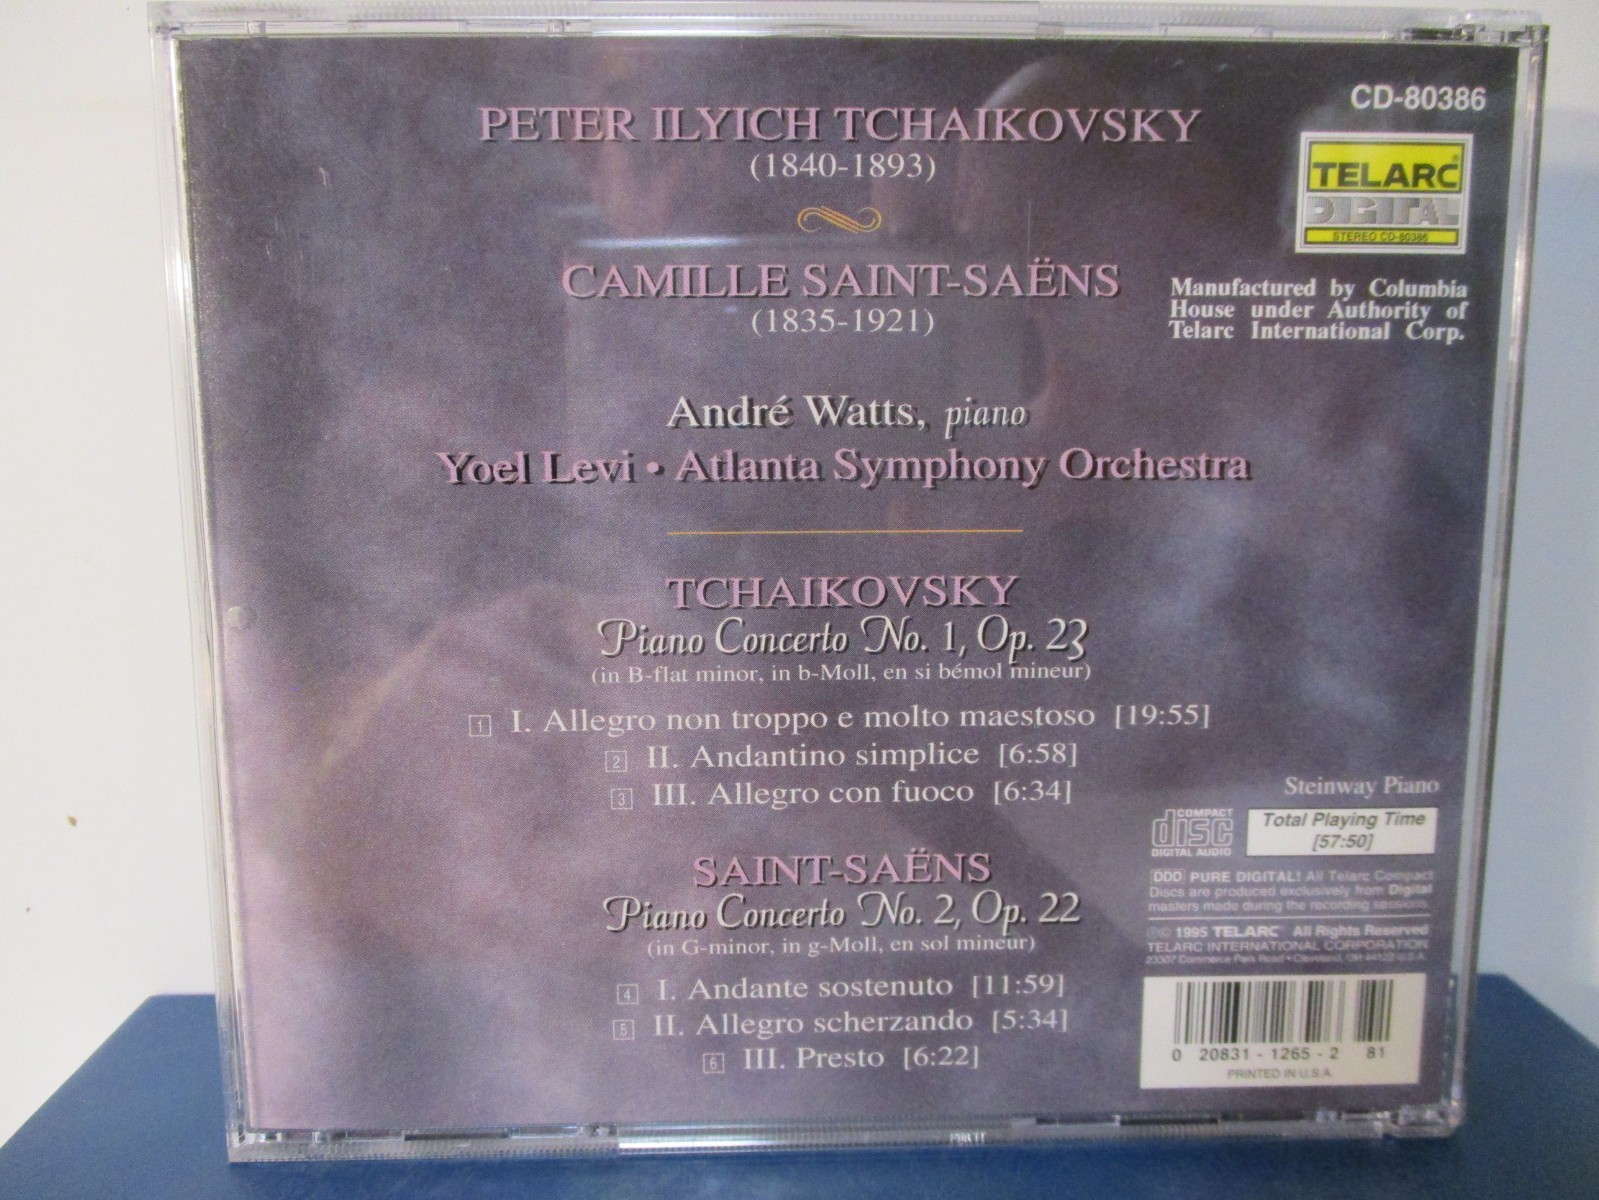 PETER ILYICH TCHAIKOVSKY
(1840-1893)
CAMILLE SAINT-SAËNS
(1835-1921)
André Watts, piano
Yoel Levi • Atlanta Symphony Orchestra
CD-80386
TELARC®
DIGITAL
STEREO CD-80386
Manufactured by Columbia
House under Authority of
Telarc International Corp.
TCHAIKOVSKY
Piano Concerto No. 1, Op. 23
(in B-flat minor, in b-Moll, en si bémol mineur)
1 I. Allegro non troppo e molto maestoso [19:55]
2 II. Andantino simplice [6:58]
3 III. Allegro con fuoco [6:34]
SAINT-SAËNS
Piano Concerto No. 2, Op. 22
(in G-minor, in g-Moll, en sol mineur)
4 I. Andante sostenuto [11:59]
5 II. Allegro scherzando [5:34]
6 III. Presto [6:22]
Steinway Piano
COMPACT
disc
DIGITAL AUDIO
Total Playing Time
[57:50]
DDD PURE DIGITAL! All Telarc Compact
Discs are produced exclusively from Digital
masters made during the recording sessions.
℗© 1995 TELARC® All Rights Reserved
TELARC INTERNATIONAL CORPORATION
23307 Commerce Park Road • Cleveland, OH 44122 U.S.A.
0 20831 - 1265 - 2 81
PRINTED IN U.S.A.